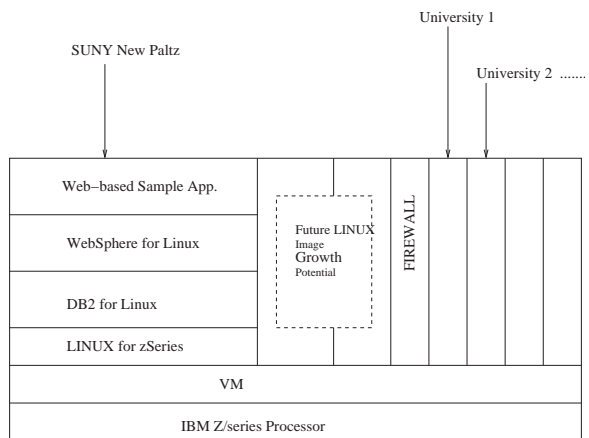 University 1
SUNY New Paltz
University 2 .......
Web-based Sample App.
WebSphere for Linux
DB2 for Linux
LINUX for zSeries
Future LINUX
Image
Growth
Potential
FIREWALL
VM
IBM Z/series Processor